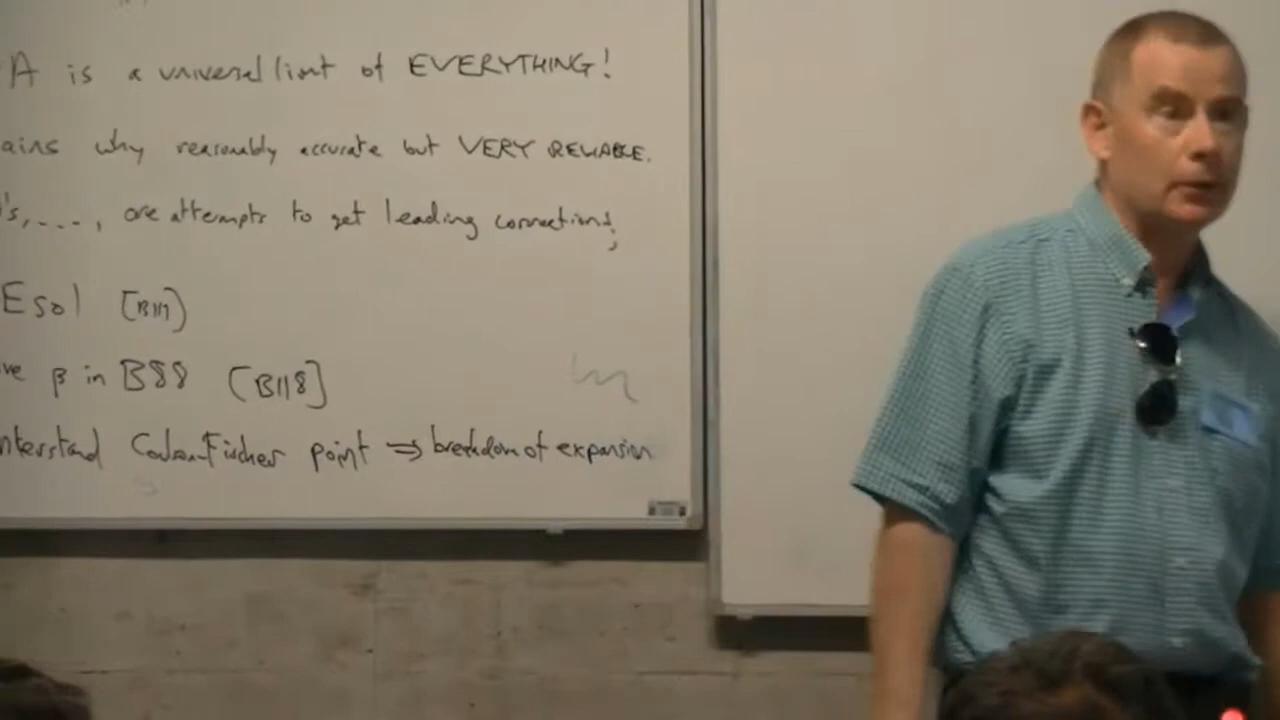 A is a universal limit of EVERYTHING!
ains why reasonably accurate but VERY RELIABLE.
's, ...., are attempts to get leading corrections;
Esol [B117]
ve β in B88 [B118]
nterstand Coulson Fischer point ⇒ breakdown of expansion